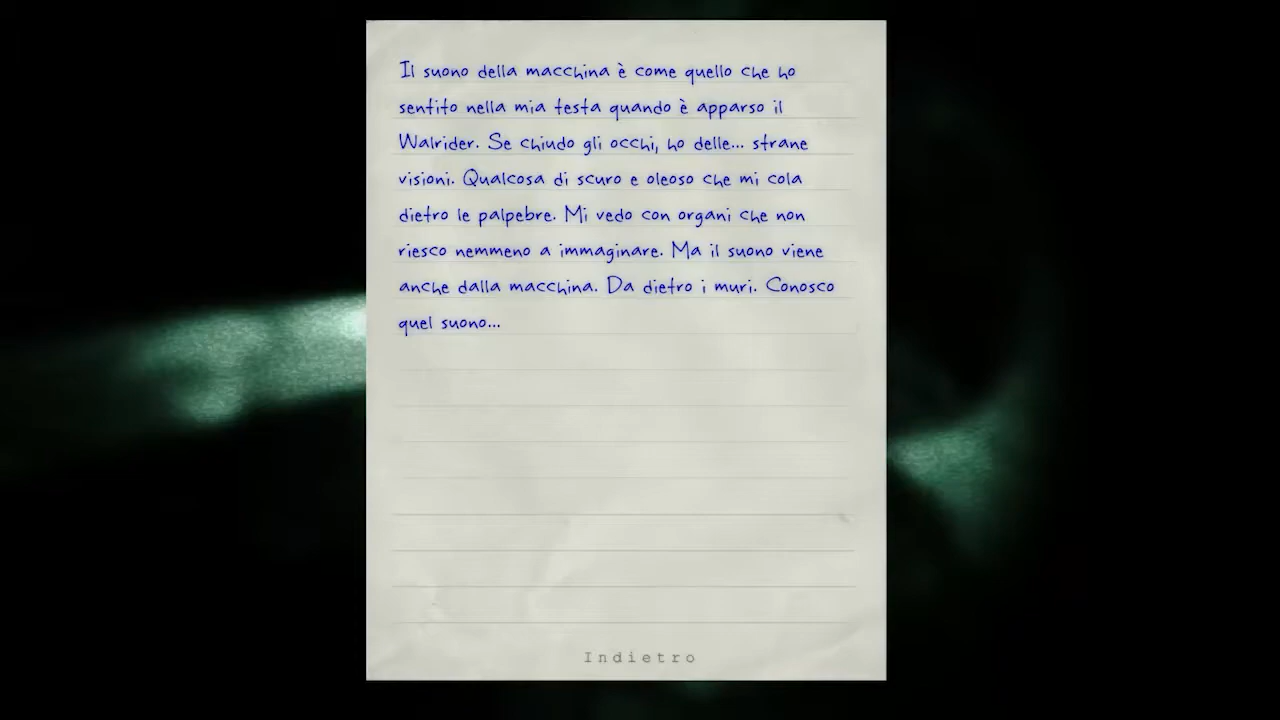 Il suono della macchina è come quello che ho
sentito nella mia testa quando è apparso il
Walrider. Se chiudo gli occhi, ho delle... strane
visioni. Qualcosa di scuro e oleoso che mi cola
dietro le palpebre. Mi vedo con organi che non
riesco nemmeno a immaginare. Ma il suono viene
anche dalla macchina. Da dietro i muri. Conosco
quel suono...
Indietro